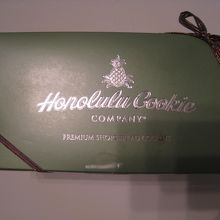 Honolulu Cookie
COMPANY®
PREMIUM SHORTBREAD COOKIES